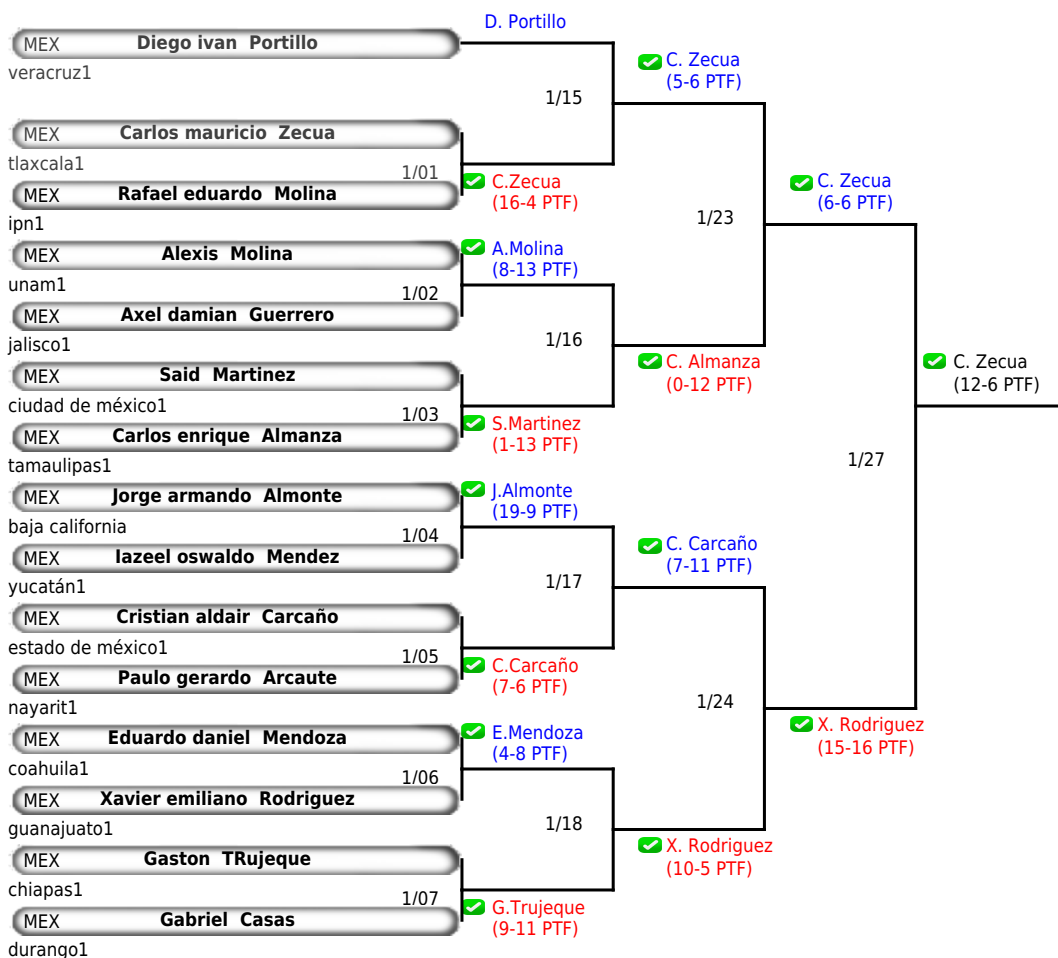 D. Portillo
MEX Diego ivan Portillo
veracruz1
C. Zecua
(5-6 PTF)
1/15
MEX Carlos mauricio Zecua
tlaxcala1
1/01
C.Zecua
(16-4 PTF)
MEX Rafael eduardo Molina
ipn1
C. Zecua
(6-6 PTF)
1/23
MEX Alexis Molina
unam1
A.Molina
(8-13 PTF)
1/02
MEX Axel damian Guerrero
jalisco1
1/16
C. Almanza
(0-12 PTF)
C. Zecua
(12-6 PTF)
MEX Said Martinez
ciudad de méxico1
1/03
S.Martinez
(1-13 PTF)
MEX Carlos enrique Almanza
tamaulipas1
1/27
MEX Jorge armando Almonte
baja california
J.Almonte
(19-9 PTF)
1/04
C. Carcaño
(7-11 PTF)
MEX Iazeel oswaldo Mendez
yucatán1
1/17
MEX Cristian aldair Carcaño
estado de méxico1
1/05
C.Carcaño
(7-6 PTF)
MEX Paulo gerardo Arcaute
nayarit1
1/24
X. Rodriguez
(15-16 PTF)
MEX Eduardo daniel Mendoza
coahuila1
E.Mendoza
(4-8 PTF)
1/06
MEX Xavier emiliano Rodriguez
guanajuato1
1/18
X. Rodriguez
(10-5 PTF)
MEX Gaston TRujeque
chiapas1
1/07
G.Trujeque
(9-11 PTF)
MEX Gabriel Casas
durango1